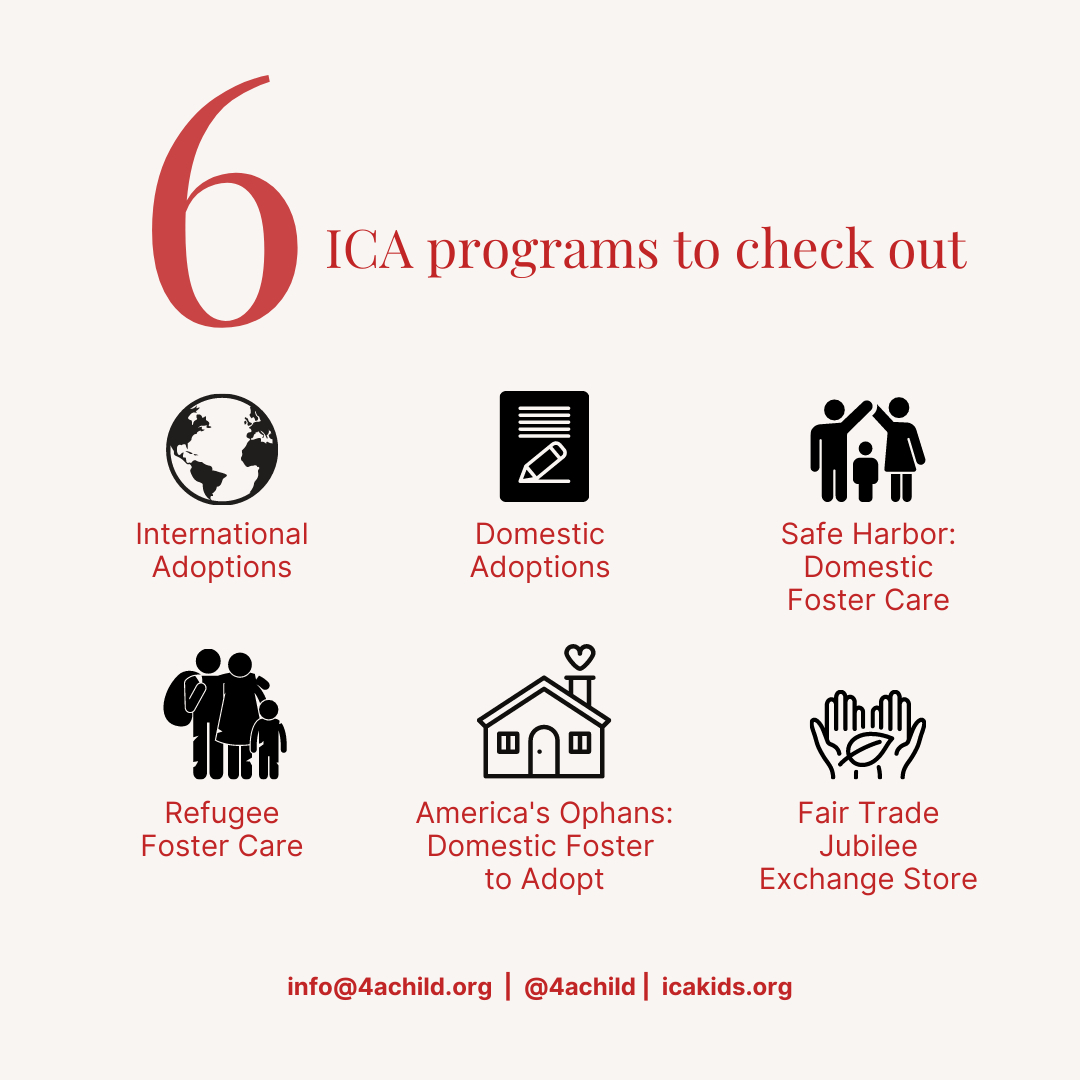 6
ICA programs to check out
International
Adoptions
Domestic
Adoptions
Safe Harbor:
Domestic
Foster Care
Refugee
Foster Care
America's Ophans:
Domestic Foster
to Adopt
Fair Trade
Jubilee
Exchange Store
info@4achild.org | @4achild | icakids.org